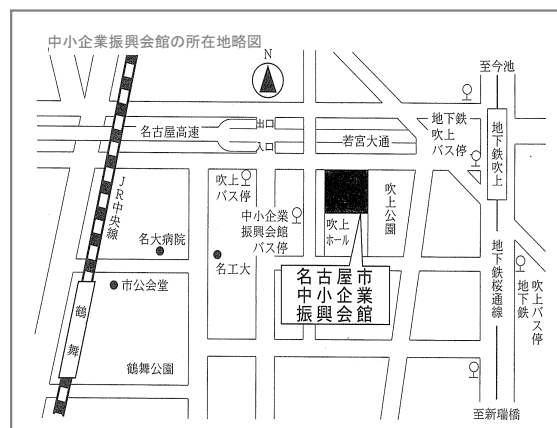 中小企業振興会館の所在地略図
N
至今池
名古屋高速
出口
入口
若宮大通
地下鉄
吹上
バス停
地下鉄吹上
JR中央線
吹上
バス停
中小企業
振興会館
バス停
吹上
ホール
吹上公園
名大病院
名工大
市公会堂
名古屋市
中小企業
振興会館
地下鉄桜通線
地下鉄
吹上バス停
鶴舞
鶴舞公園
至新瑞橋